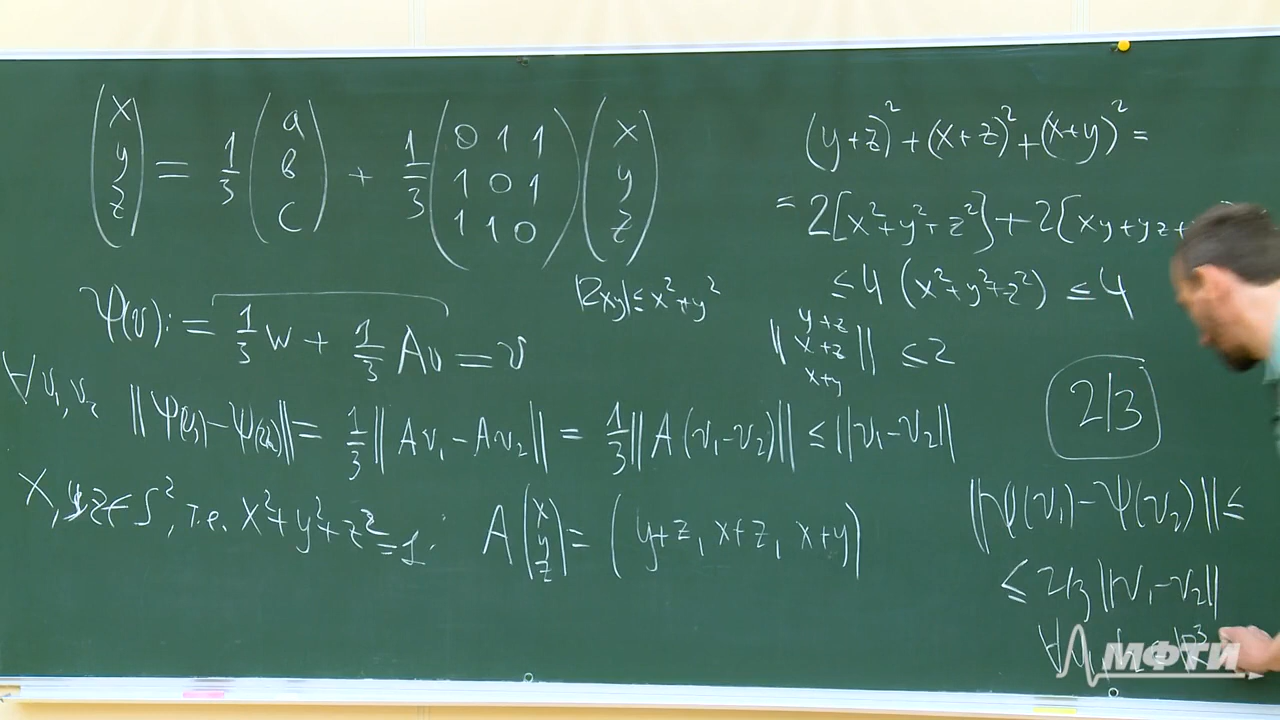 (x y z) = 1/3 (a b c) + 1/3 (0 1 1 1 0 1 1 1 0) (x y z)
ψ(v) := 1/3 w + 1/3 Av = v
∀ v₁, v₂ ||ψ(v₁) - ψ(v₂)|| = 1/3 || Av₁ - Av₂ || = 1/3 || A (v₁ - v₂) || ≤ ||v₁ - v₂||
x, y, z ∈ S², т.е. x² + y² + z² = 1: A (x y z) = (y+z, x+z, x+y)
|2xy| ≤ x² + y²
(y+z)² + (x+z)² + (x+y)² =
= 2[x² + y² + z²] + 2[xy + yz +
≤ 4 (x² + y² + z²) ≤ 4
|| y+z x+z x+y || ≤ 2
2/3
||ψ(v₁) - ψ(v₂)|| ≤
≤ 2/3 ||v₁ - v₂||
∀ ℝ³
МФТИ